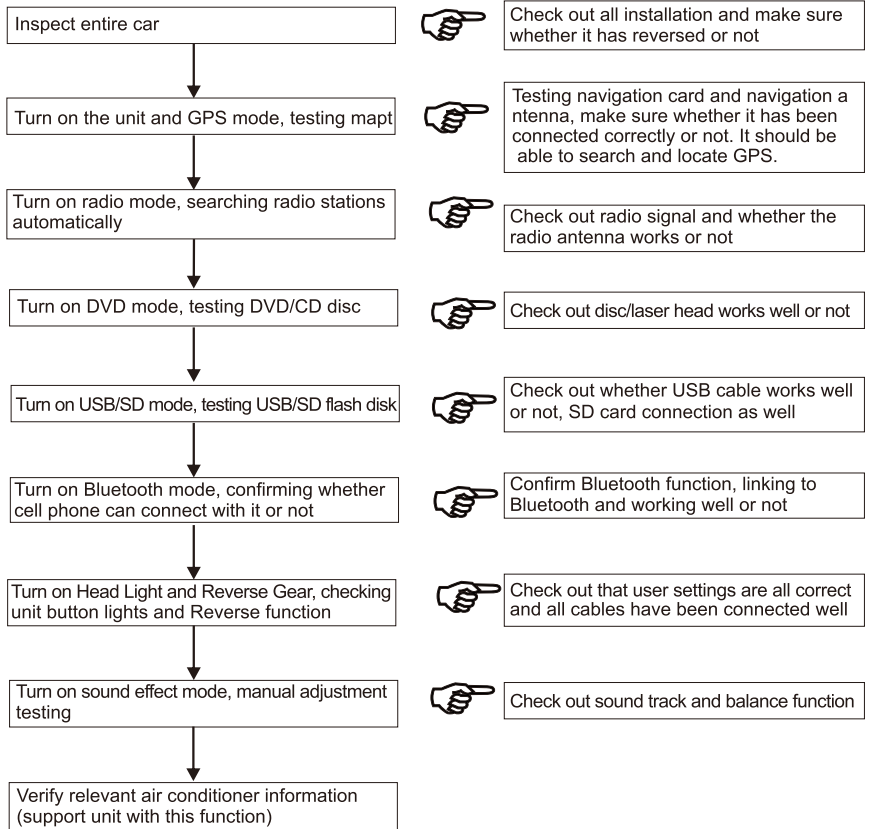 Inspect entire car
Check out all installation and make sure
whether it has reversed or not
Turn on the unit and GPS mode, testing mapt
Testing navigation card and navigation a
ntenna, make sure whether it has been
connected correctly or not. It should be
able to search and locate GPS.
Turn on radio mode, searching radio stations
automatically
Check out radio signal and whether the
radio antenna works or not
Turn on DVD mode, testing DVD/CD disc
Check out disc/laser head works well or not
Turn on USB/SD mode, testing USB/SD flash disk
Check out whether USB cable works well
or not, SD card connection as well
Turn on Bluetooth mode, confirming whether
cell phone can connect with it or not
Confirm Bluetooth function, linking to
Bluetooth and working well or not
Turn on Head Light and Reverse Gear, checking
unit button lights and Reverse function
Check out that user settings are all correct
and all cables have been connected well
Turn on sound effect mode, manual adjustment
testing
Check out sound track and balance function
Verify relevant air conditioner information
(support unit with this function)